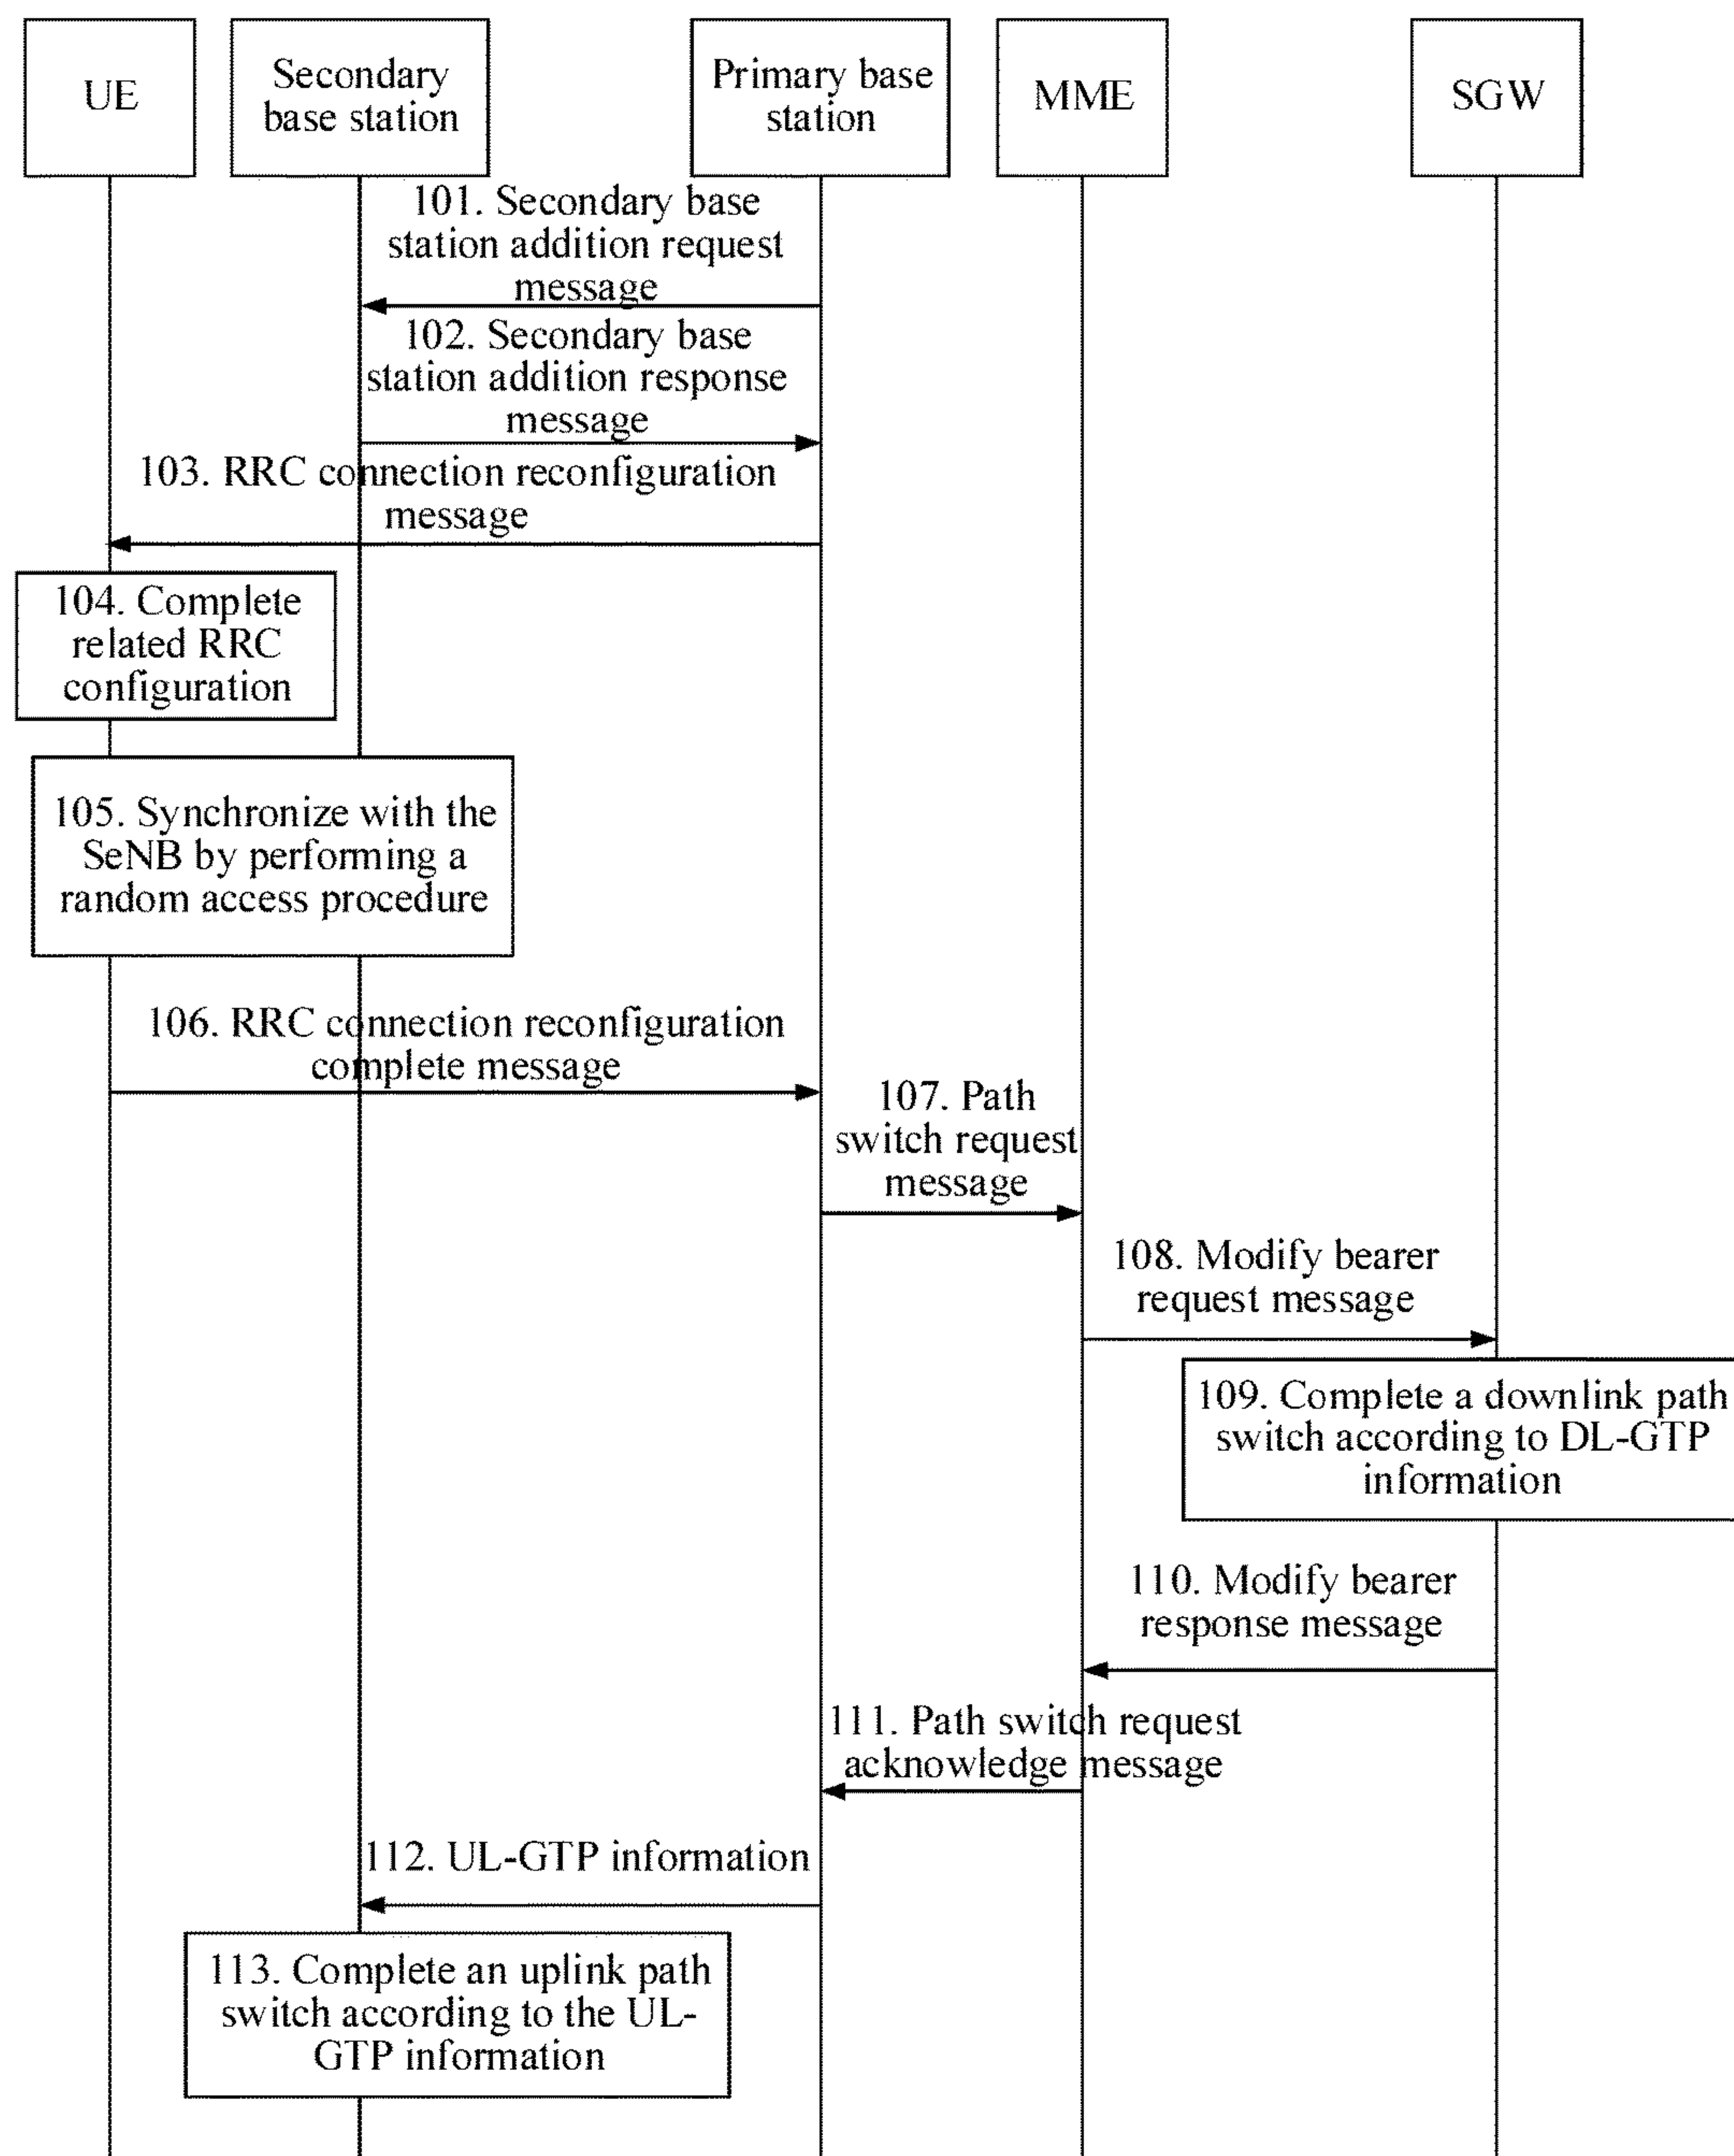 UE
Secondary
base station
Primary base
station
MME
SGW
101. Secondary base
station addition request
message
102. Secondary base
station addition response
message
103. RRC connection reconfiguration
message
104. Complete
related RRC
configuration
105. Synchronize with the
SeNB by performing a
random access procedure
106. RRC connection reconfiguration
complete message
107. Path
switch request
message
108. Modify bearer
request message
109. Complete a downlink path
switch according to DL-GTP
information
110. Modify bearer
response message
111. Path switch request
acknowledge message
112. UL-GTP information
113. Complete an uplink path
switch according to the UL-
GTP information